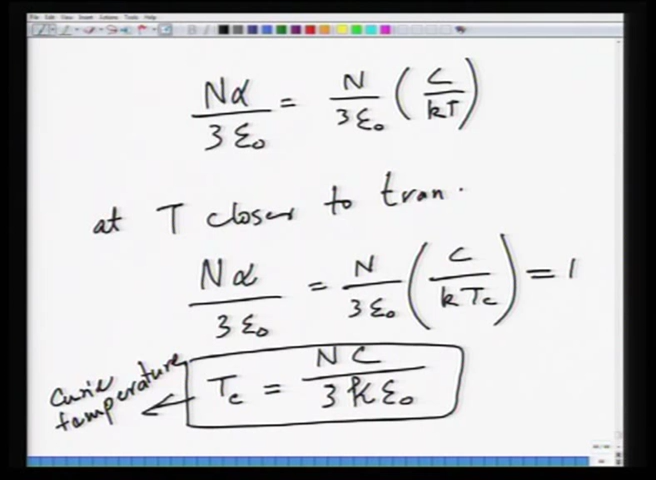 Nα/3ε₀ = N/3ε₀ (C/kT)
at T closer to tran.
Nα/3ε₀ = N/3ε₀ (C/kTc) = 1
Curie temperature
Tc = NC/3kε₀